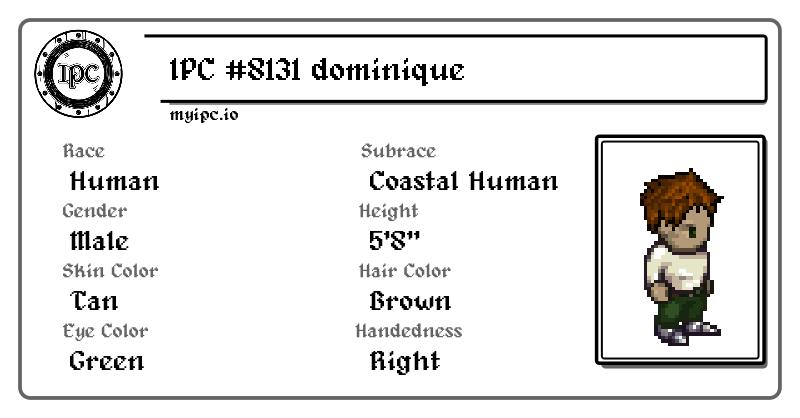 IPC
IPC #8131 dominique
myipc.io
Race
Subrace
Human
Coastal Human
Gender
Height
Male
5'8"
Skin Color
Hair Color
Tan
Brown
Eye Color
Handedness
Green
Right